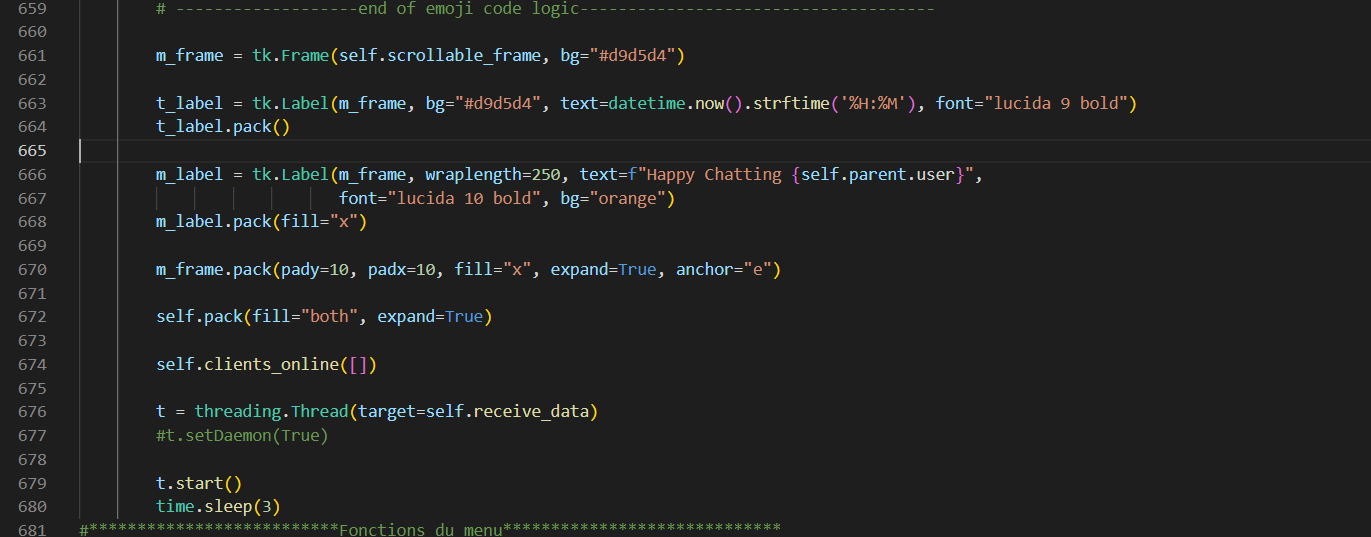 659 # -------------------end of emoji code logic-------------------------------------
660
661 m_frame = tk.Frame(self.scrollable_frame, bg="#d9d5d4")
662
663 t_label = tk.Label(m_frame, bg="#d9d5d4", text=datetime.now().strftime('%H:%M'), font="lucida 9 bold")
664 t_label.pack()
665
666 m_label = tk.Label(m_frame, wraplength=250, text=f"Happy Chatting {self.parent.user}",
667 font="lucida 10 bold", bg="orange")
668 m_label.pack(fill="x")
669
670 m_frame.pack(pady=10, padx=10, fill="x", expand=True, anchor="e")
671
672 self.pack(fill="both", expand=True)
673
674 self.clients_online([])
675
676 t = threading.Thread(target=self.receive_data)
677 #t.setDaemon(True)
678
679 t.start()
680 time.sleep(3)
681 #**************************Fonctions du menu*****************************